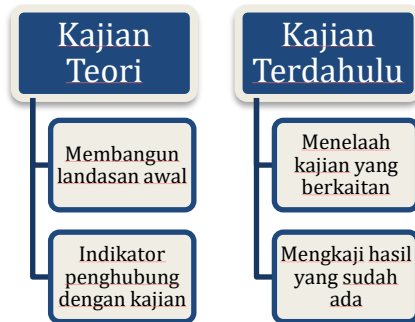 Kajian
Teori
Membangun
landasan awal
Indikator
penghubung
dengan kajian
Kajian
Terdahulu
Menelaah
kajian yang
berkaitan
Mengkaji hasil
yang sudah
ada